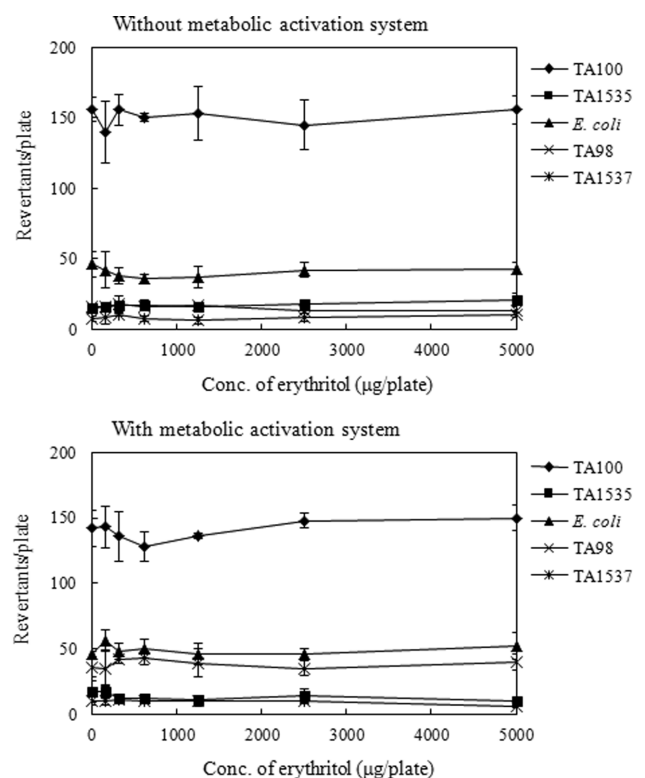 Without metabolic activation system
200
150
100
50
0
Revertants/plate
0 1000 2000 3000 4000 5000
Conc. of erythritol (µg/plate)
TA100
TA1535
E. coli
TA98
TA1537
With metabolic activation system
200
150
100
50
0
Revertants/plate
0 1000 2000 3000 4000 5000
Conc. of erythritol (µg/plate)
TA100
TA1535
E. coli
TA98
TA1537